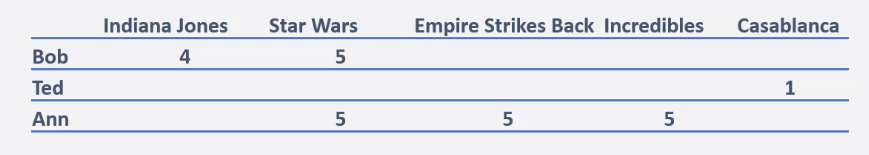 Indiana Jones Star Wars Empire Strikes Back Incredibles Casablanca
Bob 4 5
Ted 1
Ann 5 5 5